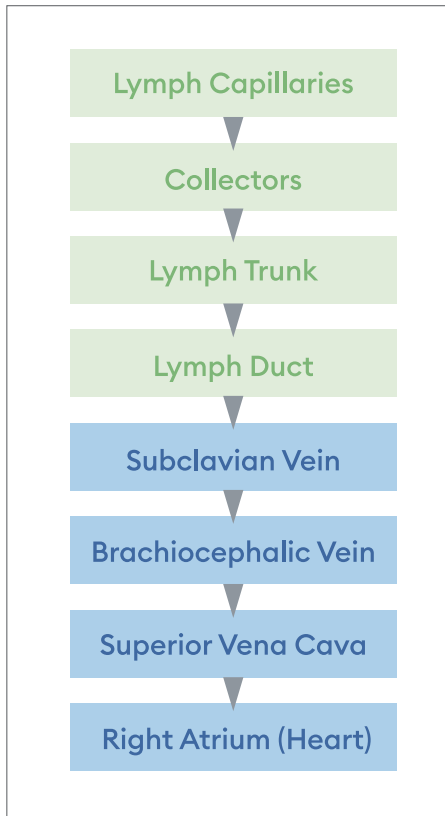 Lymph Capillaries
Collectors
Lymph Trunk
Lymph Duct
Subclavian Vein
Brachiocephalic Vein
Superior Vena Cava
Right Atrium (Heart)